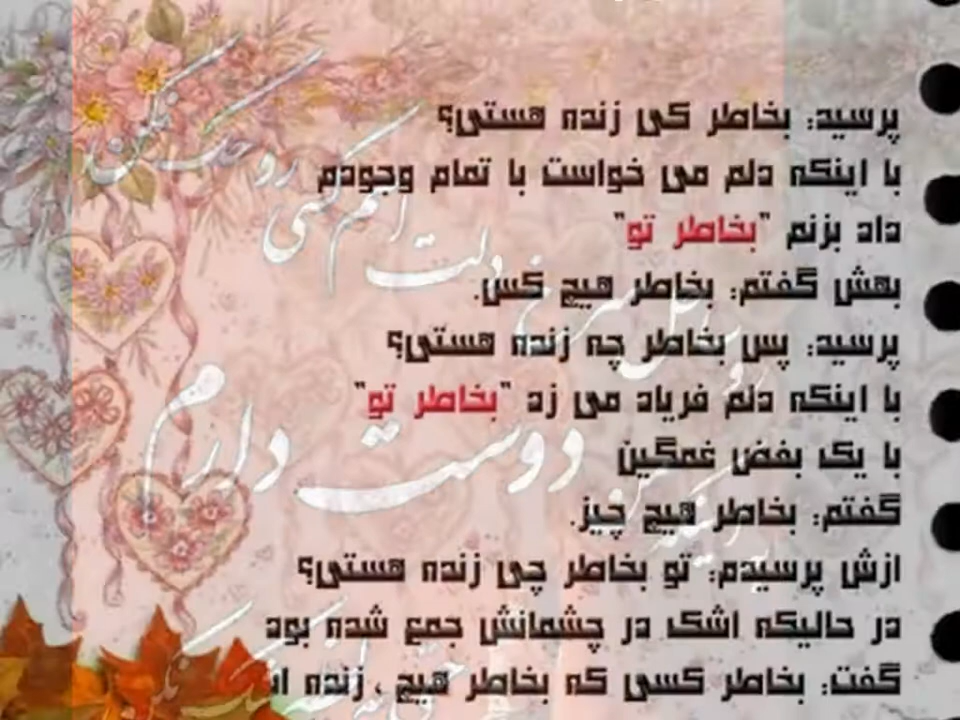 پرسید: بخاطر کی زنده هستی؟
با اینکه دلم می خواست با تمام وجودم
داد بزنم "بخاطر تو"
بهش گفتم: بخاطر هیچ کس.
پرسید: پس بخاطر چه زنده هستی؟
با اینکه دلم فریاد می زد "بخاطر تو"
با یک بغض غمگین
گفتم: بخاطر هیچ چیز.
ازش پرسیدم: تو بخاطر چی زنده هستی؟
در حالیکه اشک در چشمانش جمع شده بود
گفت: بخاطر کسی که بخاطر هیچ ، زنده
دوست دارم